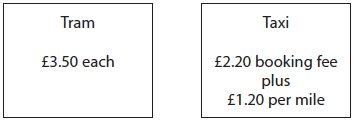 Tram
£3.50 each
Taxi
£2.20 booking fee
plus
£1.20 per mile